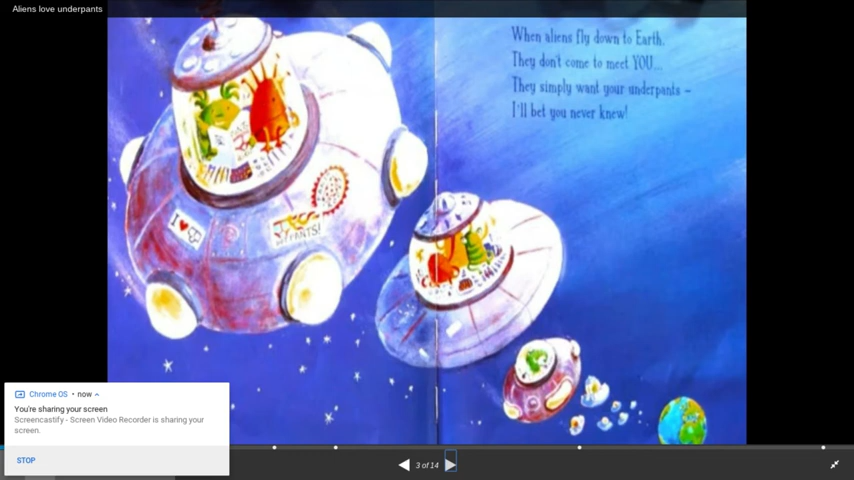 Aliens love underpants
When aliens fly down to Earth,
They don't come to meet YOU...
They simply want your underpants –
I'll bet you never knew!
I
PANTS!
Chrome OS • now
You're sharing your screen
Screencastify - Screen Video Recorder is sharing your
screen.
STOP
3 of 14